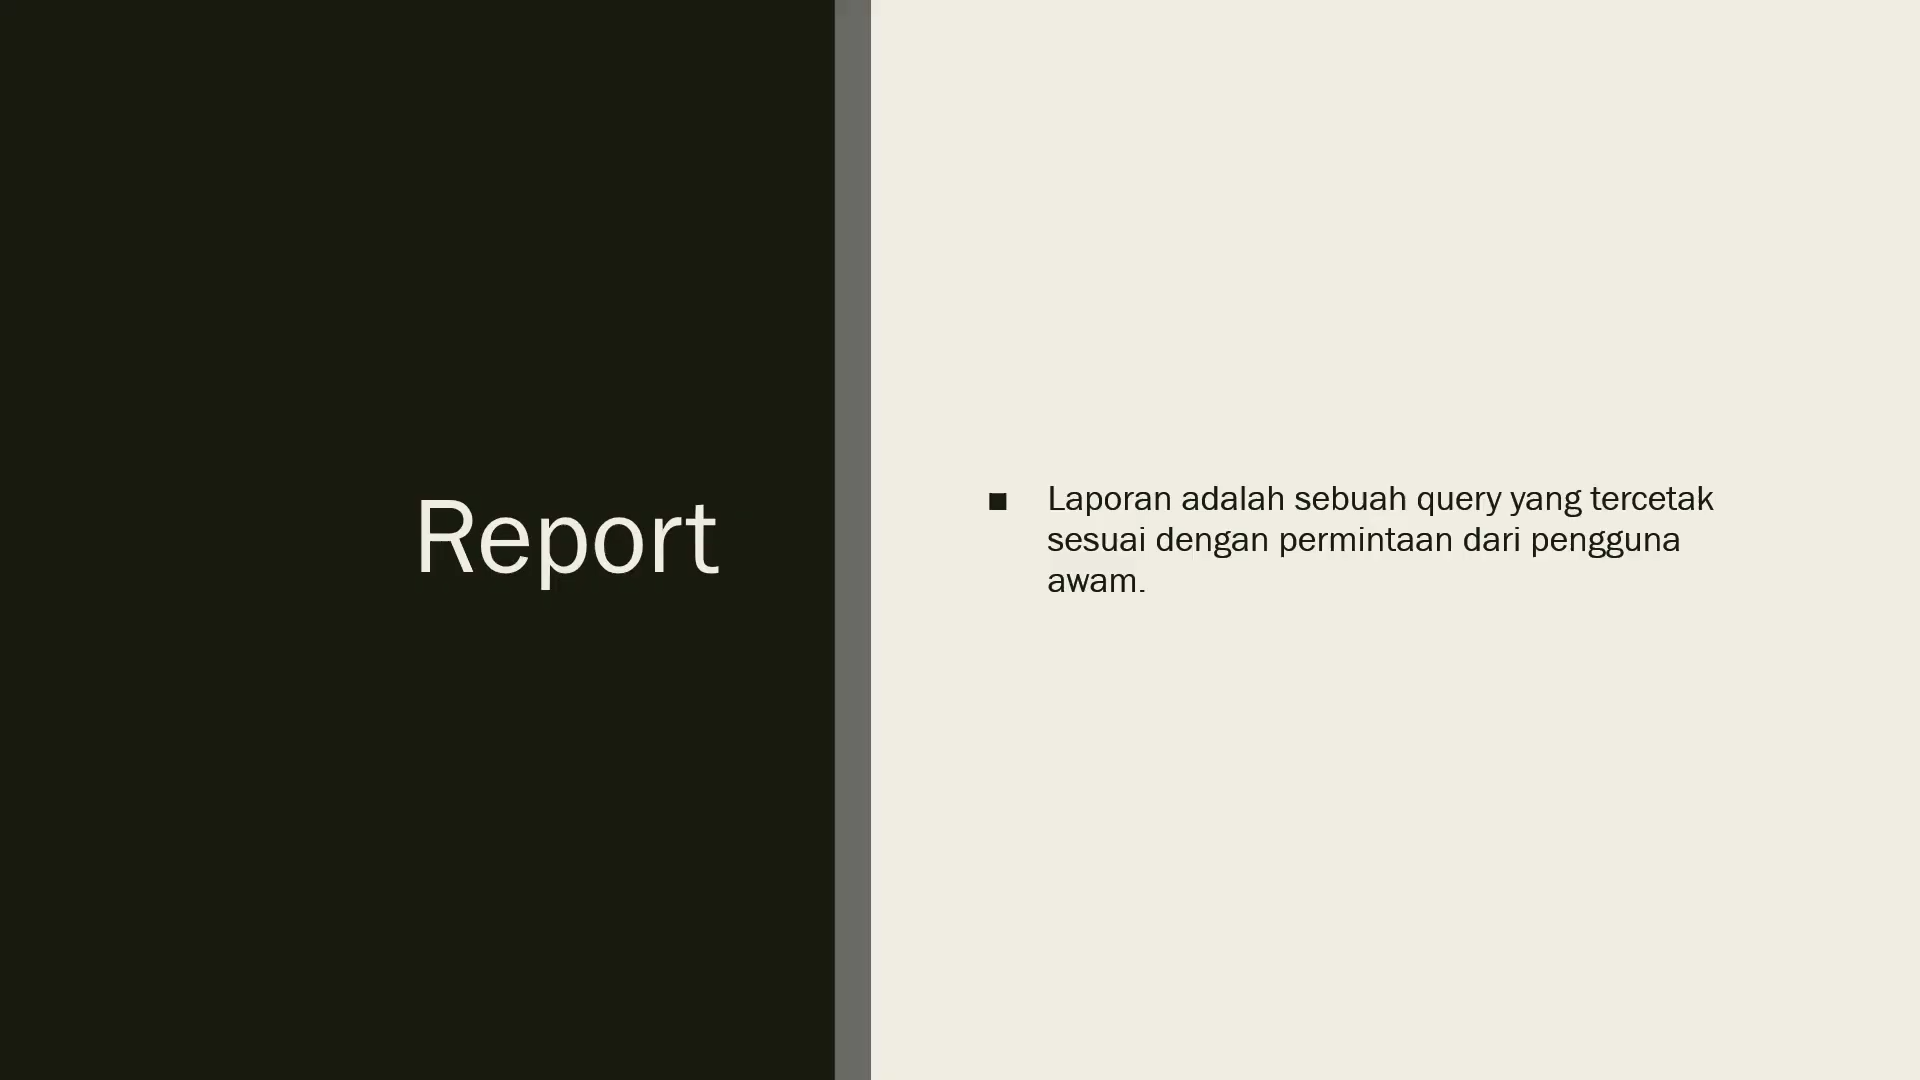 Report
■ Laporan adalah sebuah query yang tercetak
sesuai dengan permintaan dari pengguna
awam.